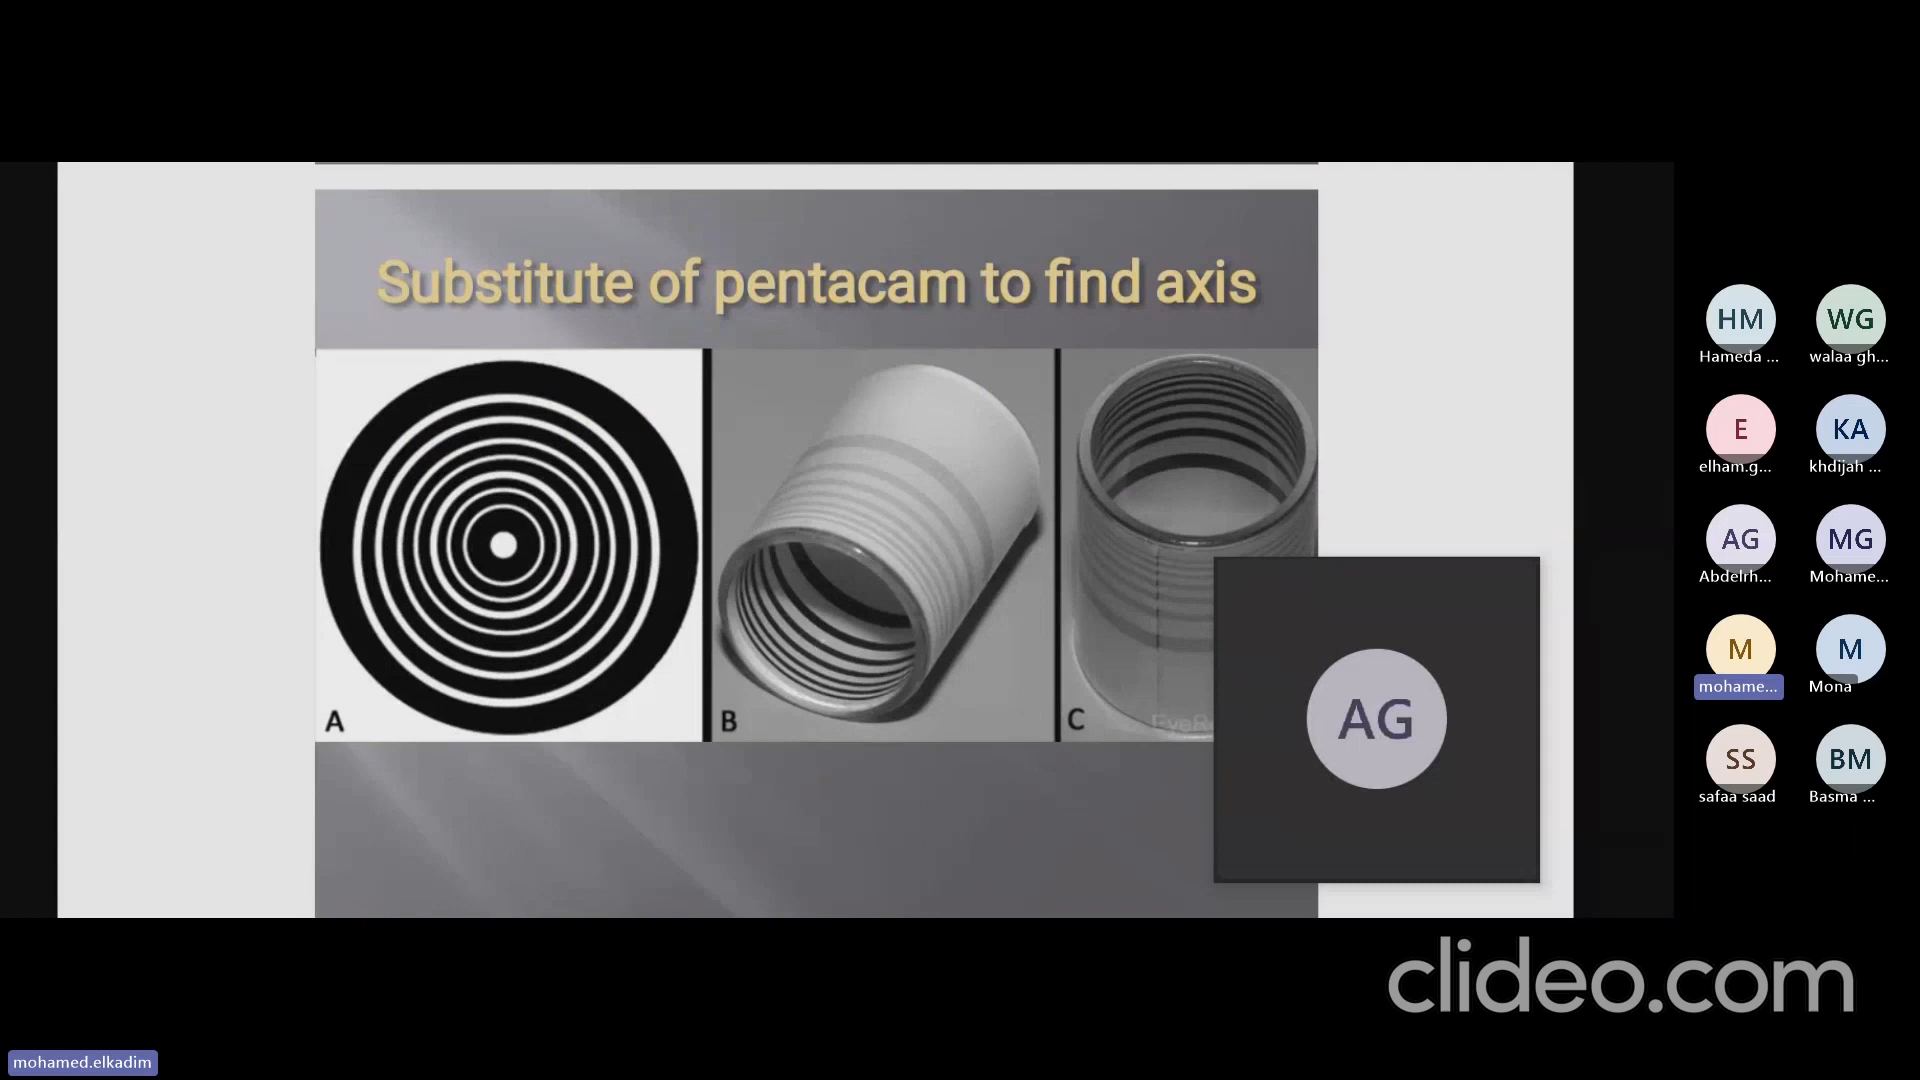 Substitute of pentacam to find axis
A
B
C
AG
HM
WG
Hameda ...
walaa gh...
E
KA
elham.g...
khdijah ...
AG
MG
Abdelrh...
Mohame...
M
M
mohame...
Mona
SS
BM
safaa saad
Basma ...
clideo.com
mohamed.elkadim